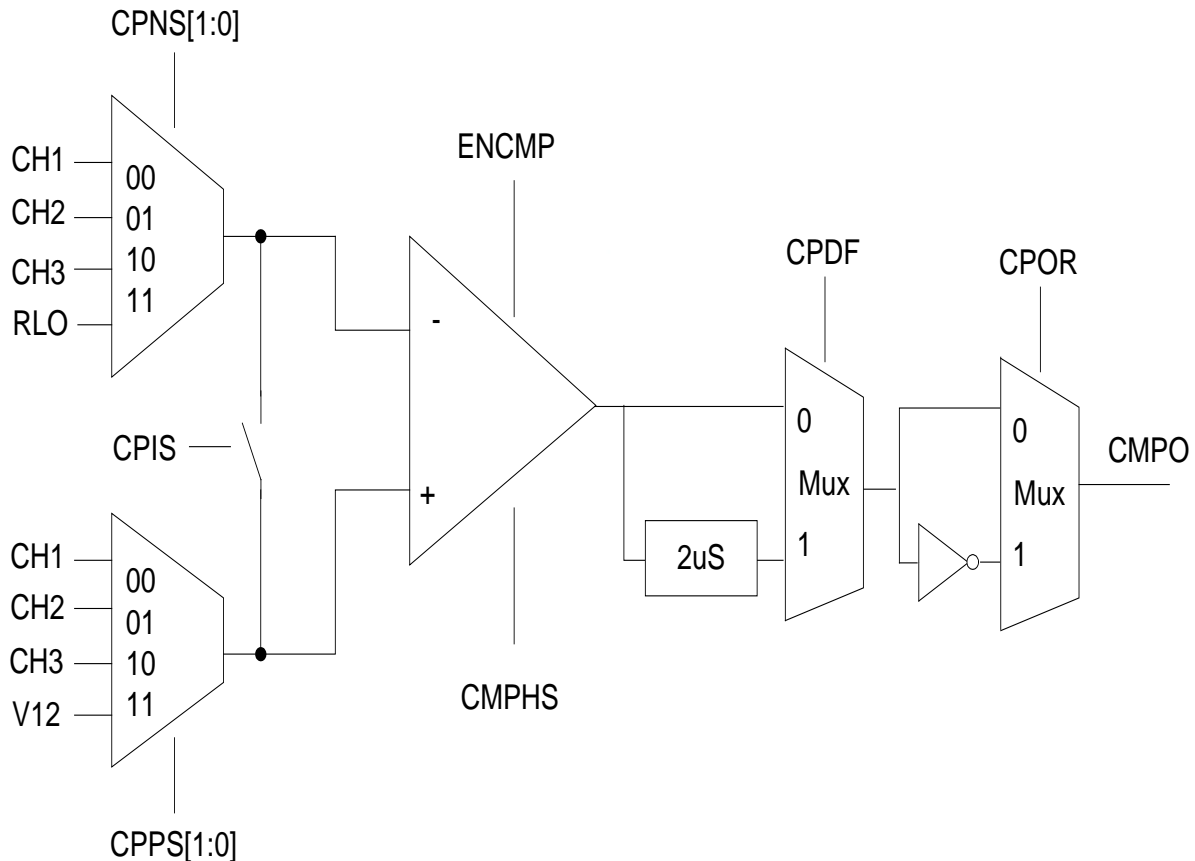 CPNS[1:0]
CH1
CH2
CH3
RLO
00
01
10
11
ENCMP
-
+
CPIS
CMPHS
CH1
CH2
CH3
V12
00
01
10
11
CPPS[1:0]
2uS
CPDF
0
Mux
1
CPOR
0
Mux
1
CMPO